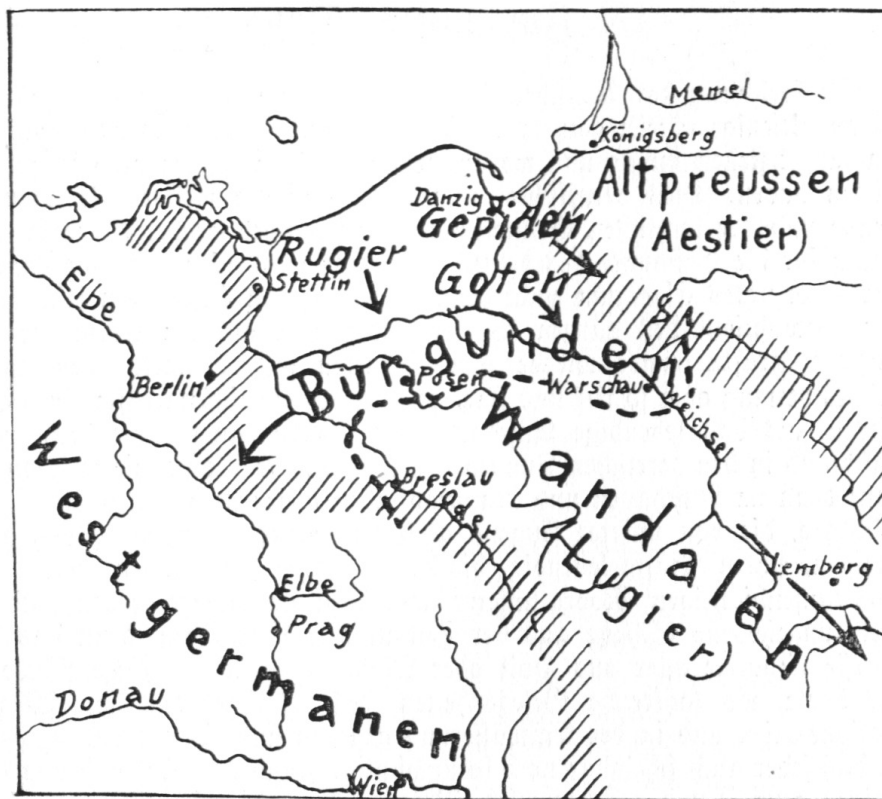 Memel
Königsberg
Altpreussen
(Aestier)
Danzig
Gepiden
Rugier
Stettin
Goten
Elbe
Burgunden
Berlin
Posen
Warschau
Weichsel
Westgermanen
Wandalen
(Lugier)
Breslau
Oder
Lemberg
Elbe
Prag
Donau
Wien